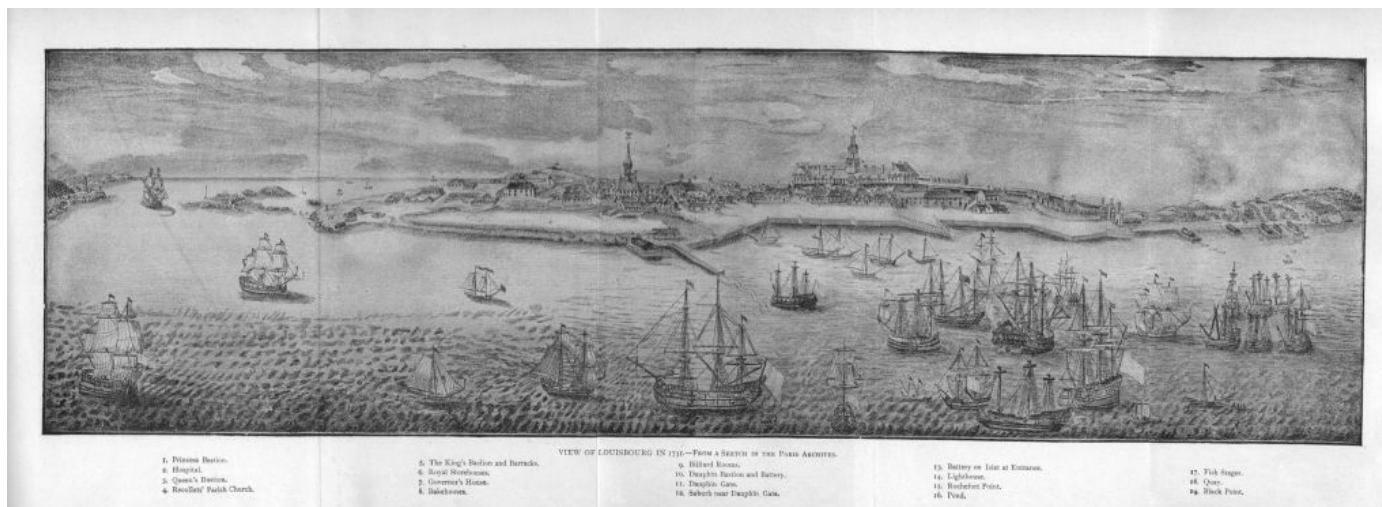 VIEW OF LOUISBOURG IN 1731.—FROM A SKETCH IN THE PARIS ARCHIVES.
1. Princess Bastion.
2. Hospital.
3. Queen's Bastion.
4. Recollets' Parish Church.
5. The King's Bastion and Barracks.
6. Royal Storehouses.
7. Governor's House.
8. Bakehouses.
9. Billiard Rooms.
10. Dauphin Bastion and Battery.
11. Dauphin Gate.
12. Suburb near Dauphin Gate.
13. Battery on Islet at Entrance.
14. Lighthouse.
15. Rochefort Point.
16. Pond.
17. Fish Stages.
18. Quay.
Black Point.